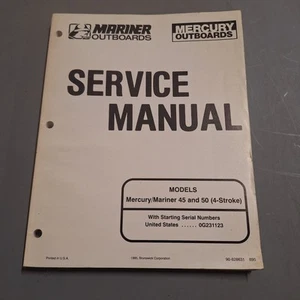 MARINER
OUTBOARDS
MERCURY
OUTBOARDS
SERVICE
MANUAL
MODELS
Mercury/Mariner 45 and 50 (4-Stroke)
With Starting Serial Numbers
United States . . . . . . 0G231123
Printed in U.S.A.
Brunswick Corporation